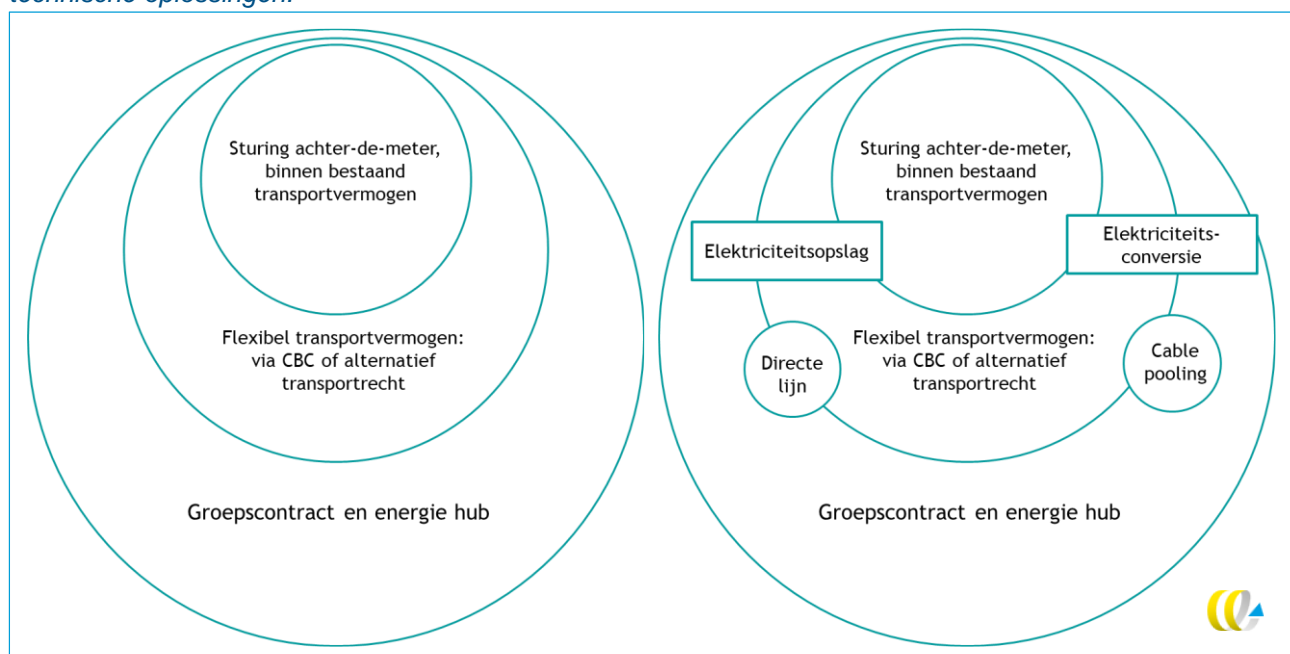 technische oplossingen.
Sturing achter-de-meter,
binnen bestaand
transportvermogen
Flexibel transportvermogen:
via CBC of alternatief
transportrecht
Groepscontract en energie hub
Sturing achter-de-meter,
binnen bestaand
transportvermogen
Elektriciteitsopslag
Elektriciteits-
conversie
Flexibel transportvermogen:
via CBC of alternatief
transportrecht
Directe
lijn
Cable
pooling
Groepscontract en energie hub